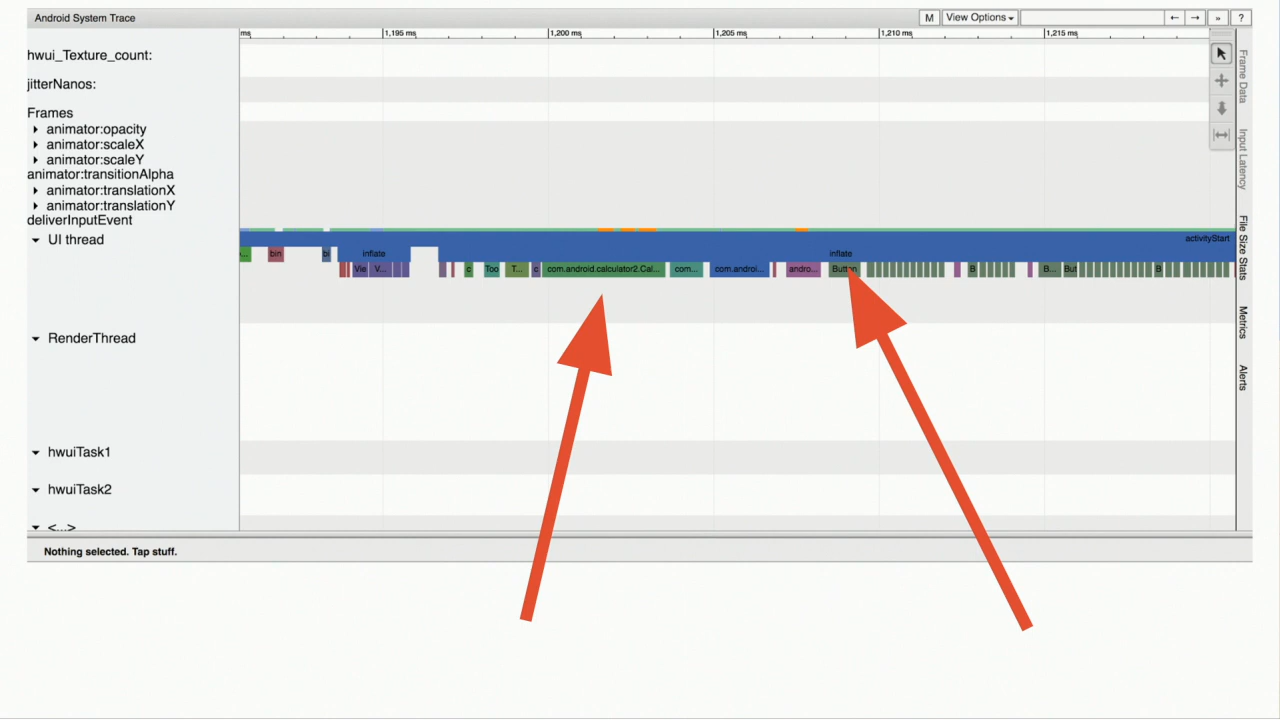 Android System Trace
M
View Options
←
→
»
?
ms
1,195 ms
1,200 ms
1,205 ms
1,210 ms
1,215 ms
hwui_Texture_count:
jitterNanos:
Frames
animator:opacity
animator:scaleX
animator:scaleY
animator:transitionAlpha
animator:translationX
animator:translationY
deliverInputEvent
UI thread
activityStart
bin
bi
inflate
inflate
Vie
V...
c
Too
T...
c
com.android.calculator2.Cal...
com...
com.androi...
andro...
Button
B
B...
But
B
RenderThread
hwuiTask1
hwuiTask2
<...>
Nothing selected. Tap stuff.
Frame Data
Input Latency
File Size Stats
Metrics
Alerts